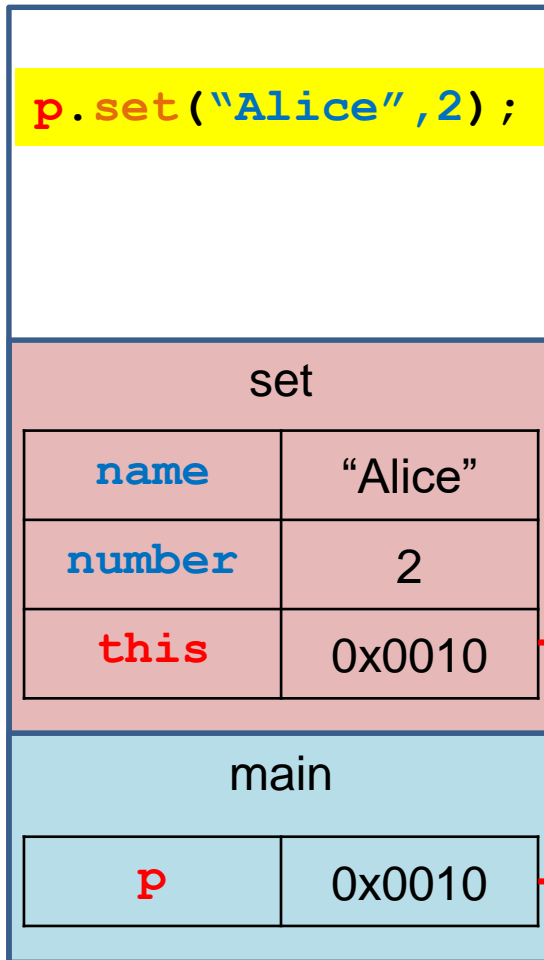 p.set(“Alice”,2);
set
name “Alice”
number 2
this 0x0010
main
p 0x0010